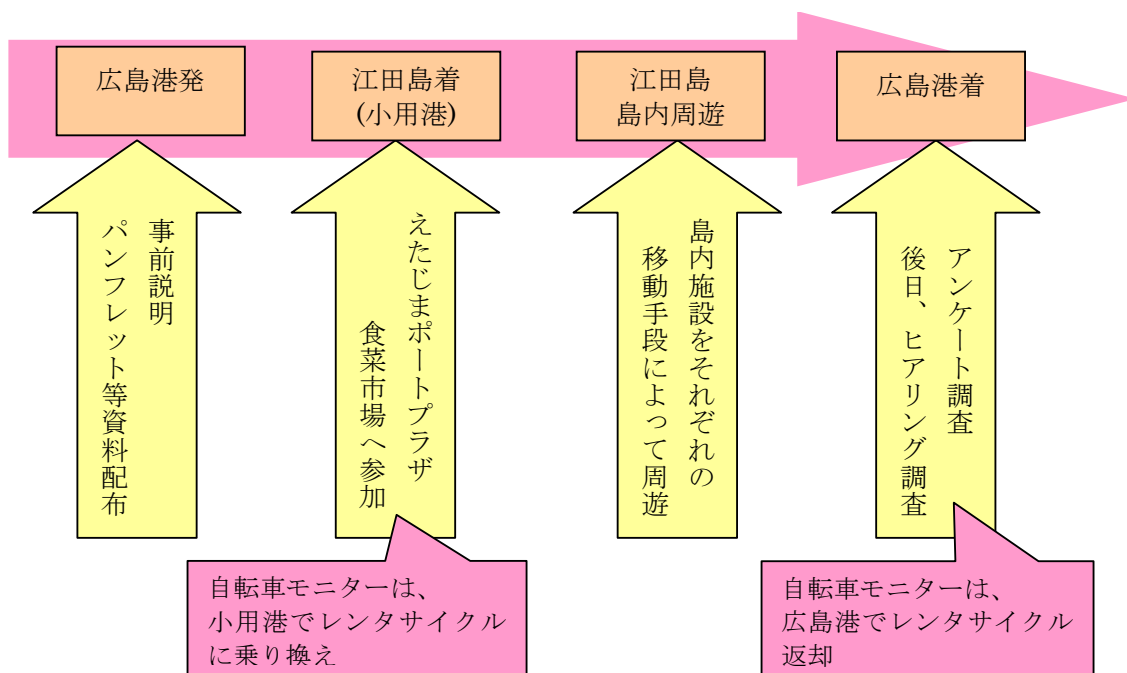 広島港発
江田島着
(小用港)
江田島
島内周遊
広島港着
事前説明
パンフレット等資料配布
えたじまポートプラザ
食菜市場へ参加
島内施設をそれぞれの
移動手段によって周遊
アンケート調査
後日、ヒアリング調査
自転車モニターは、
小用港でレンタサイクル
に乗り換え
自転車モニターは、
広島港でレンタサイクル
返却